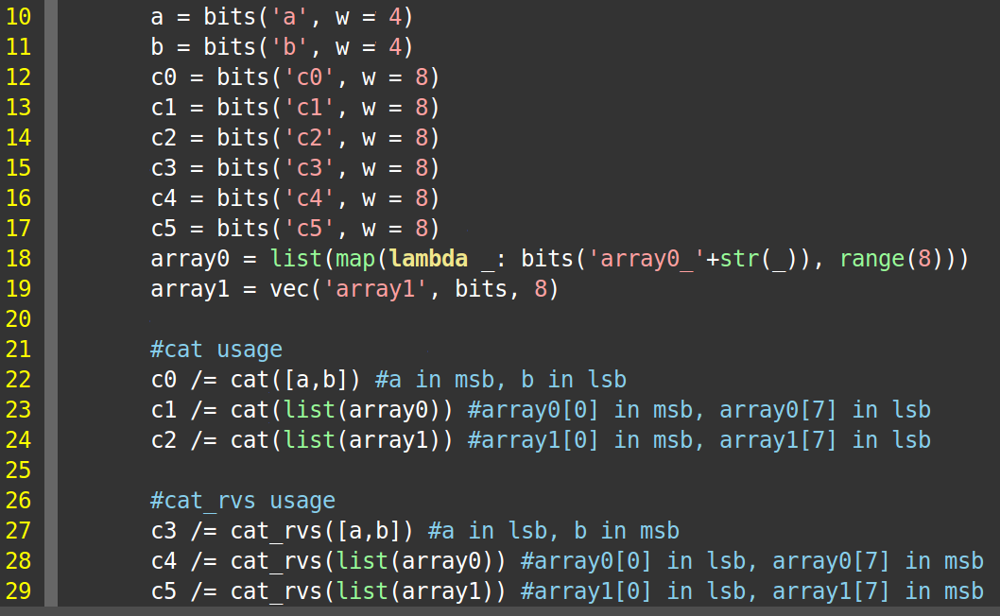 10 a = bits('a', w = 4)
11 b = bits('b', w = 4)
12 c0 = bits('c0', w = 8)
13 c1 = bits('c1', w = 8)
14 c2 = bits('c2', w = 8)
15 c3 = bits('c3', w = 8)
16 c4 = bits('c4', w = 8)
17 c5 = bits('c5', w = 8)
18 array0 = list(map(lambda _: bits('array0_'+str(_)), range(8)))
19 array1 = vec('array1', bits, 8)
20
21 #cat usage
22 c0 /= cat([a,b]) #a in msb, b in lsb
23 c1 /= cat(list(array0)) #array0[0] in msb, array0[7] in lsb
24 c2 /= cat(list(array1)) #array1[0] in msb, array1[7] in lsb
25
26 #cat_rvs usage
27 c3 /= cat_rvs([a,b]) #a in lsb, b in msb
28 c4 /= cat_rvs(list(array0)) #array0[0] in lsb, array0[7] in msb
29 c5 /= cat_rvs(list(array1)) #array1[0] in lsb, array1[7] in msb